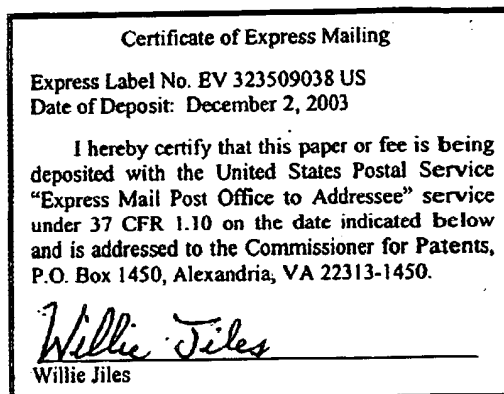 Certificate of Express Mailing
Express Label No. EV 323509038 US
Date of Deposit: December 2, 2003
I hereby certify that this paper or fee is being
deposited with the United States Postal Service
"Express Mail Post Office to Addressee" service
under 37 CFR 1.10 on the date indicated below
and is addressed to the Commissioner for Patents,
P.O. Box 1450, Alexandria, VA 22313-1450.
Willie Jiles
Willie Jiles